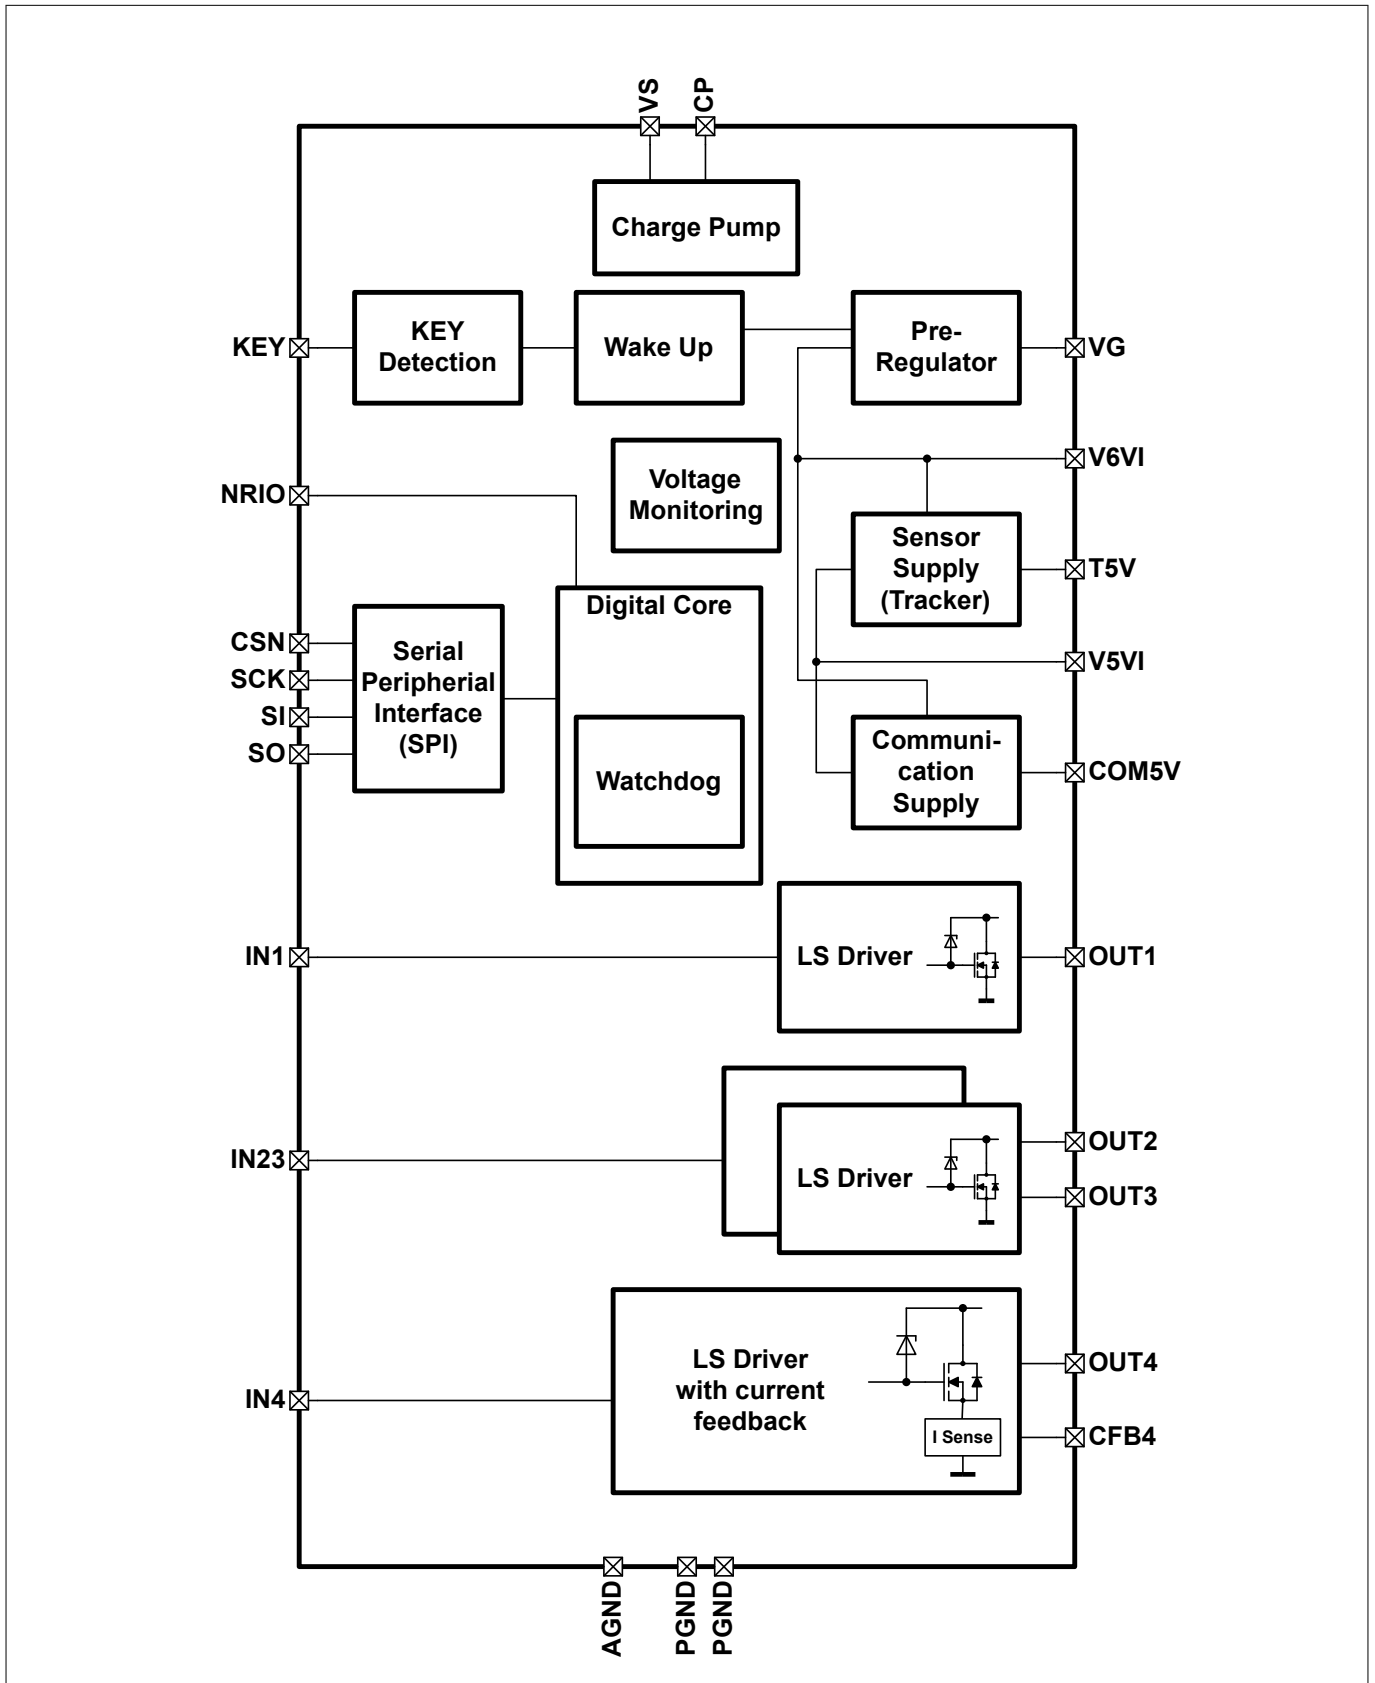 VS
CP
Charge Pump
KEY
KEY
Detection
Wake Up
Pre-
Regulator
VG
Voltage
Monitoring
V6VI
NRIO
Sensor
Supply
(Tracker)
T5V
Digital Core
CSN
SCK
SI
SO
Serial
Peripherial
Interface
(SPI)
V5VI
Watchdog
Communi-
cation
Supply
COM5V
IN1
LS Driver
OUT1
IN23
LS Driver
OUT2
OUT3
IN4
LS Driver
with current
feedback
I Sense
OUT4
CFB4
AGND
PGND
PGND